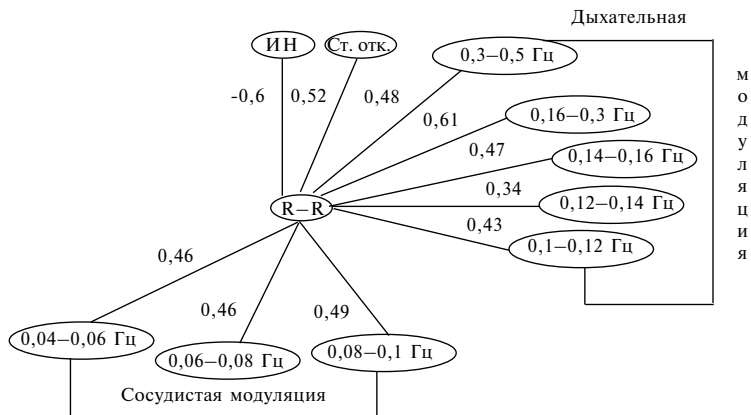 Дыхательная
ИН
Ст. отк.
0,3–0,5 Гц
-0,6
0,52
0,48
0,16–0,3 Гц
0,61
0,47
0,14–0,16 Гц
0,34
0,12–0,14 Гц
R–R
0,43
0,1–0,12 Гц
модуляция
0,46
0,46
0,49
0,04–0,06 Гц
0,06–0,08 Гц
0,08–0,1 Гц
Сосудистая модуляция